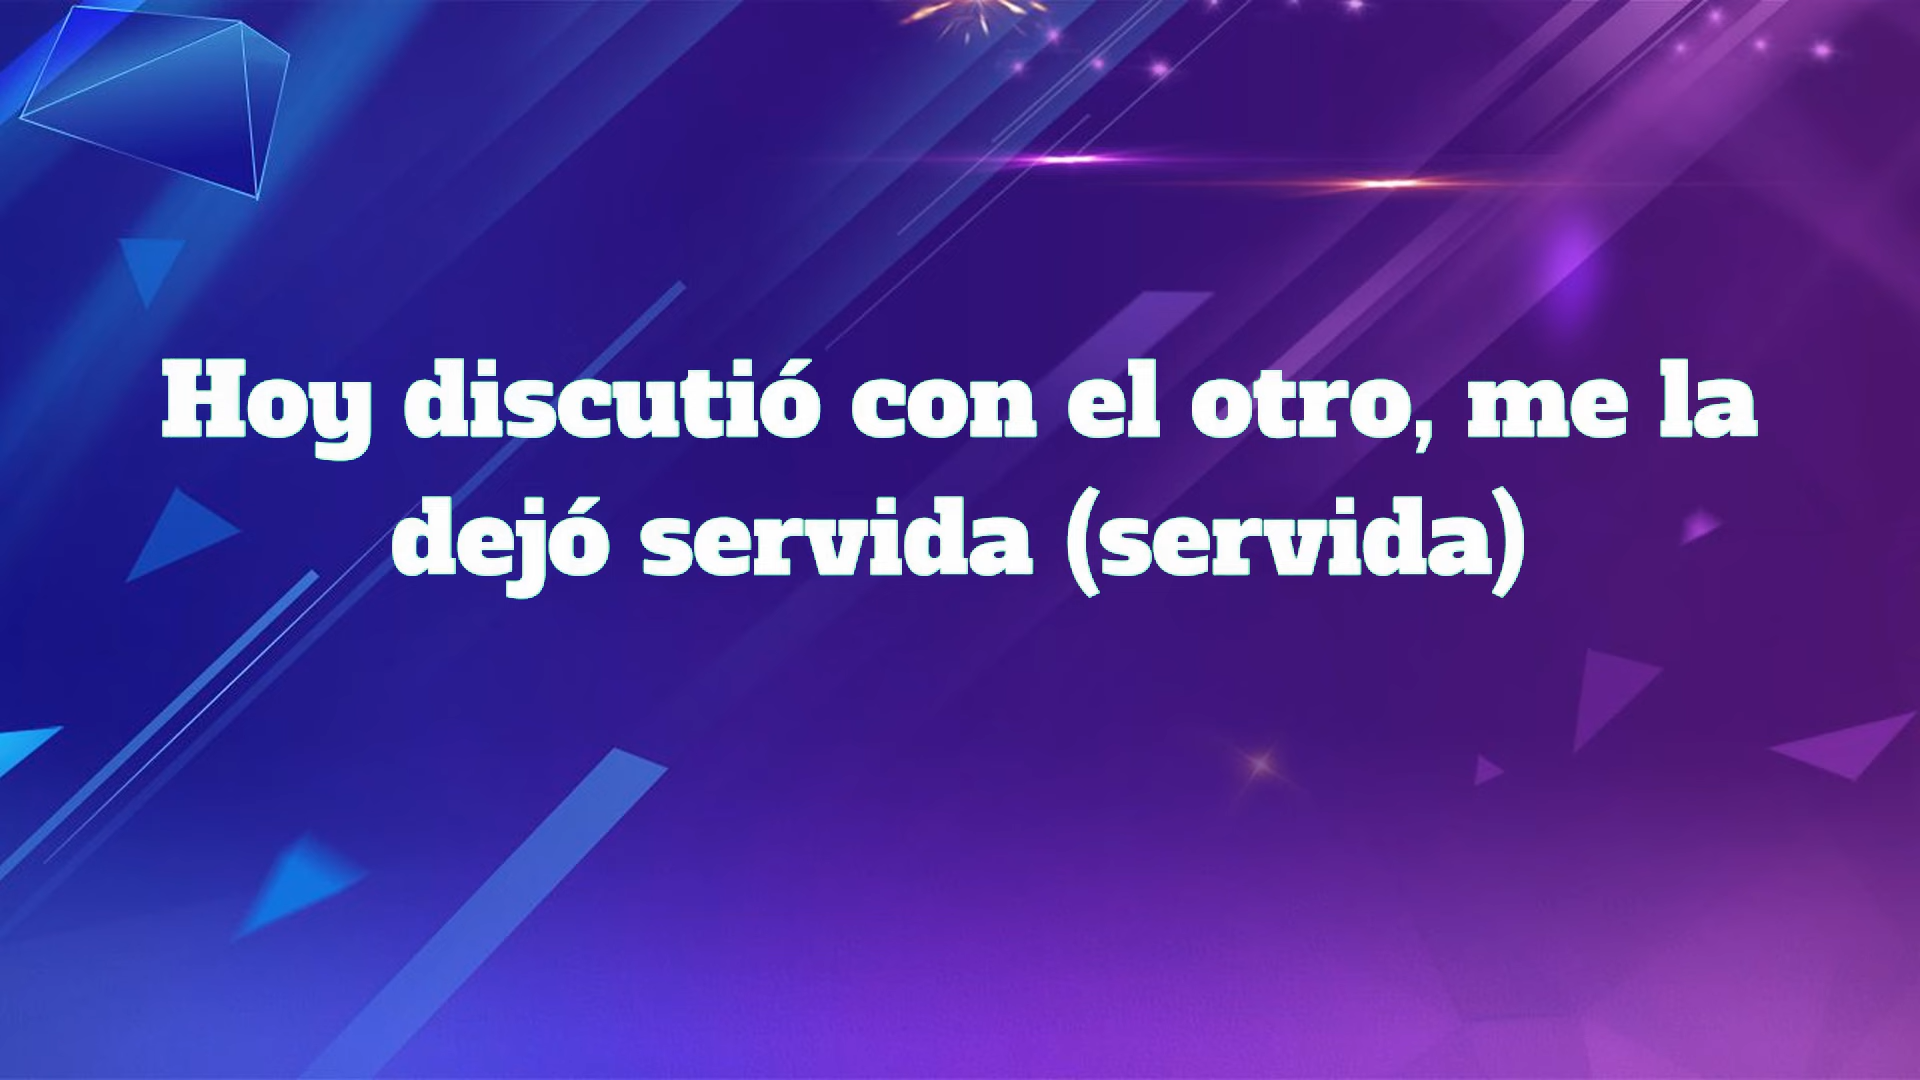 Hoy discutió con el otro, me la
dejó servida (servida)